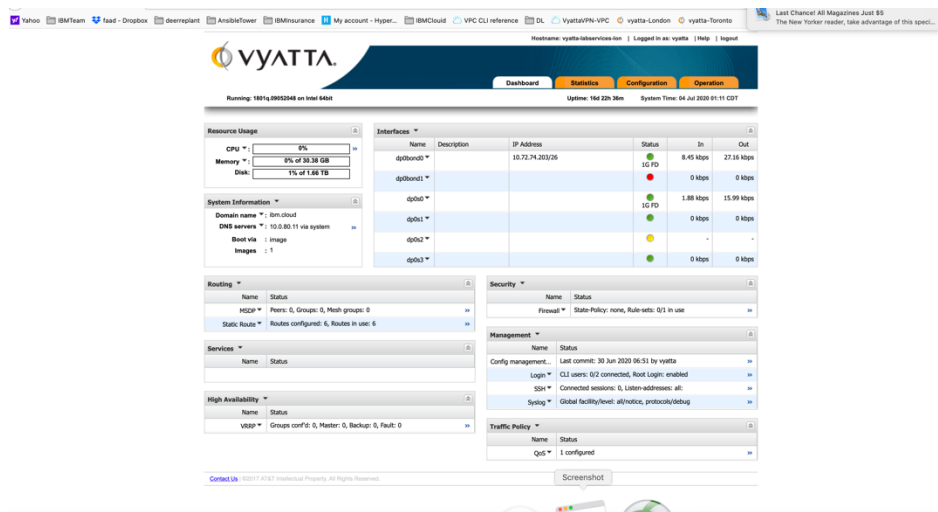 Yahoo IBMTeam faad - Dropbox deerreplant AnsibleTower IBMInsurance My account - Hyper... IBMCloud VPC CLI reference DL VyattaVPN-VPC vyatta-London vyatta-Toronto
Last Chance! All Magazines Just $5
The New Yorker reader, take advantage of this speci...
Hostname: vyatta-labservices-lon | Logged in as: vyatta | Help | logout
VYATTA.
Dashboard Statistics Configuration Operation
Running: 1801q.09052048 on Intel 64bit Uptime: 16d 22h 36m System Time: 04 Jul 2020 01:11 CDT
Resource Usage
CPU : 0% »
Memory : 0% of 30.38 GB
Disk: 1% of 1.66 TB
System Information
Domain name : ibm.cloud
DNS servers : 10.0.80.11 via system »
Boot via : image
Images : 1
Interfaces
Name Description IP Address Status In Out
dp0bond0 10.72.74.203/26 1G FD 8.45 kbps 27.16 kbps
dp0bond1 0 kbps 0 kbps
dp0s0 1G FD 1.88 kbps 15.99 kbps
dp0s1 0 kbps 0 kbps
dp0s2 - -
dp0s3 0 kbps 0 kbps
Routing
Name Status
MSDP Peers: 0, Groups: 0, Mesh groups: 0 »
Static Route Routes configured: 6, Routes in use: 6 »
Services
Name Status
High Availability
Name Status
VRRP Groups conf'd: 0, Master: 0, Backup: 0, Fault: 0 »
Security
Name Status
Firewall State-Policy: none, Rule-sets: 0/1 in use »
Management
Name Status
Config management... Last commit: 30 Jun 2020 06:51 by vyatta »
Login CLI users: 0/2 connected, Root Login: enabled »
SSH Connected sessions: 0, Listen-addresses: all: »
Syslog Global facility/level: all/notice, protocols/debug »
Traffic Policy
Name Status
QoS 1 configured »
Contact Us | ©2017 AT&T Intellectual Property. All Rights Reserved.
Screenshot